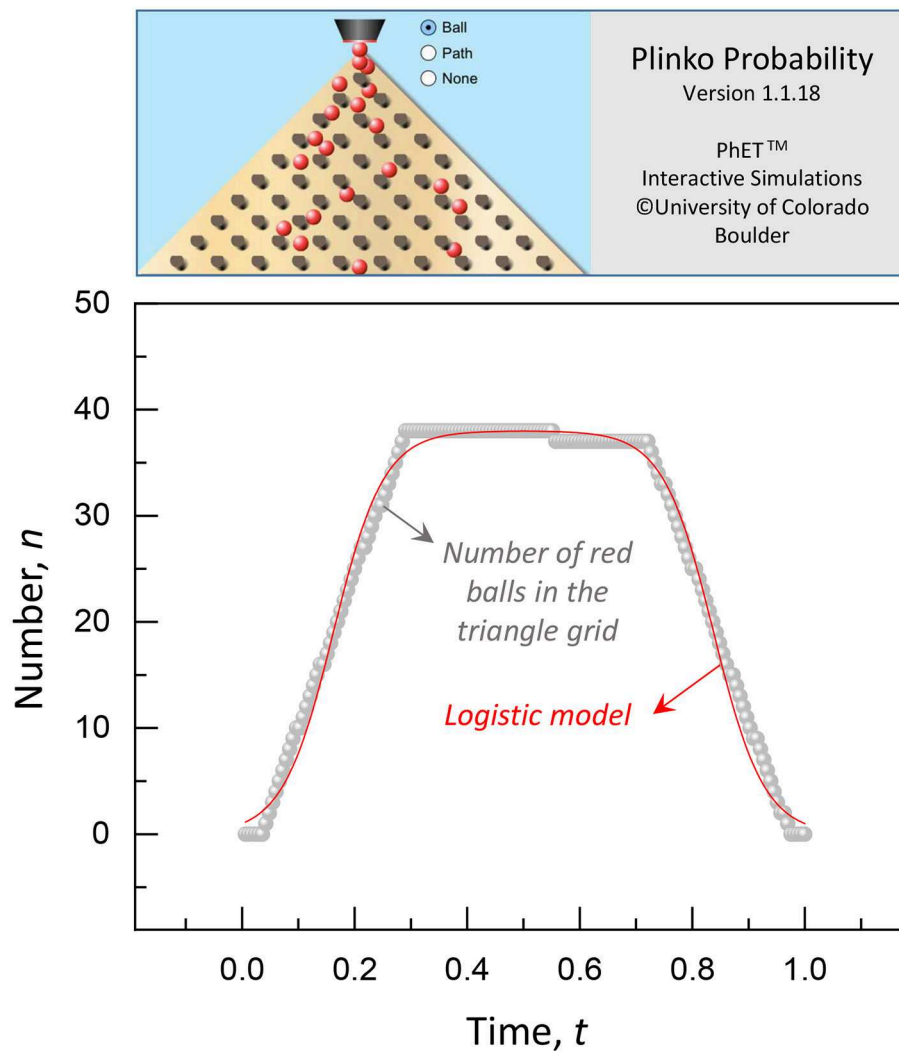 Ball
Path
None
Plinko Probability
Version 1.1.18
PhET™
Interactive Simulations
©University of Colorado
Boulder
50
40
30
20
10
0
Number, n
Number of red
balls in the
triangle grid
Logistic model
0.0 0.2 0.4 0.6 0.8 1.0
Time, t